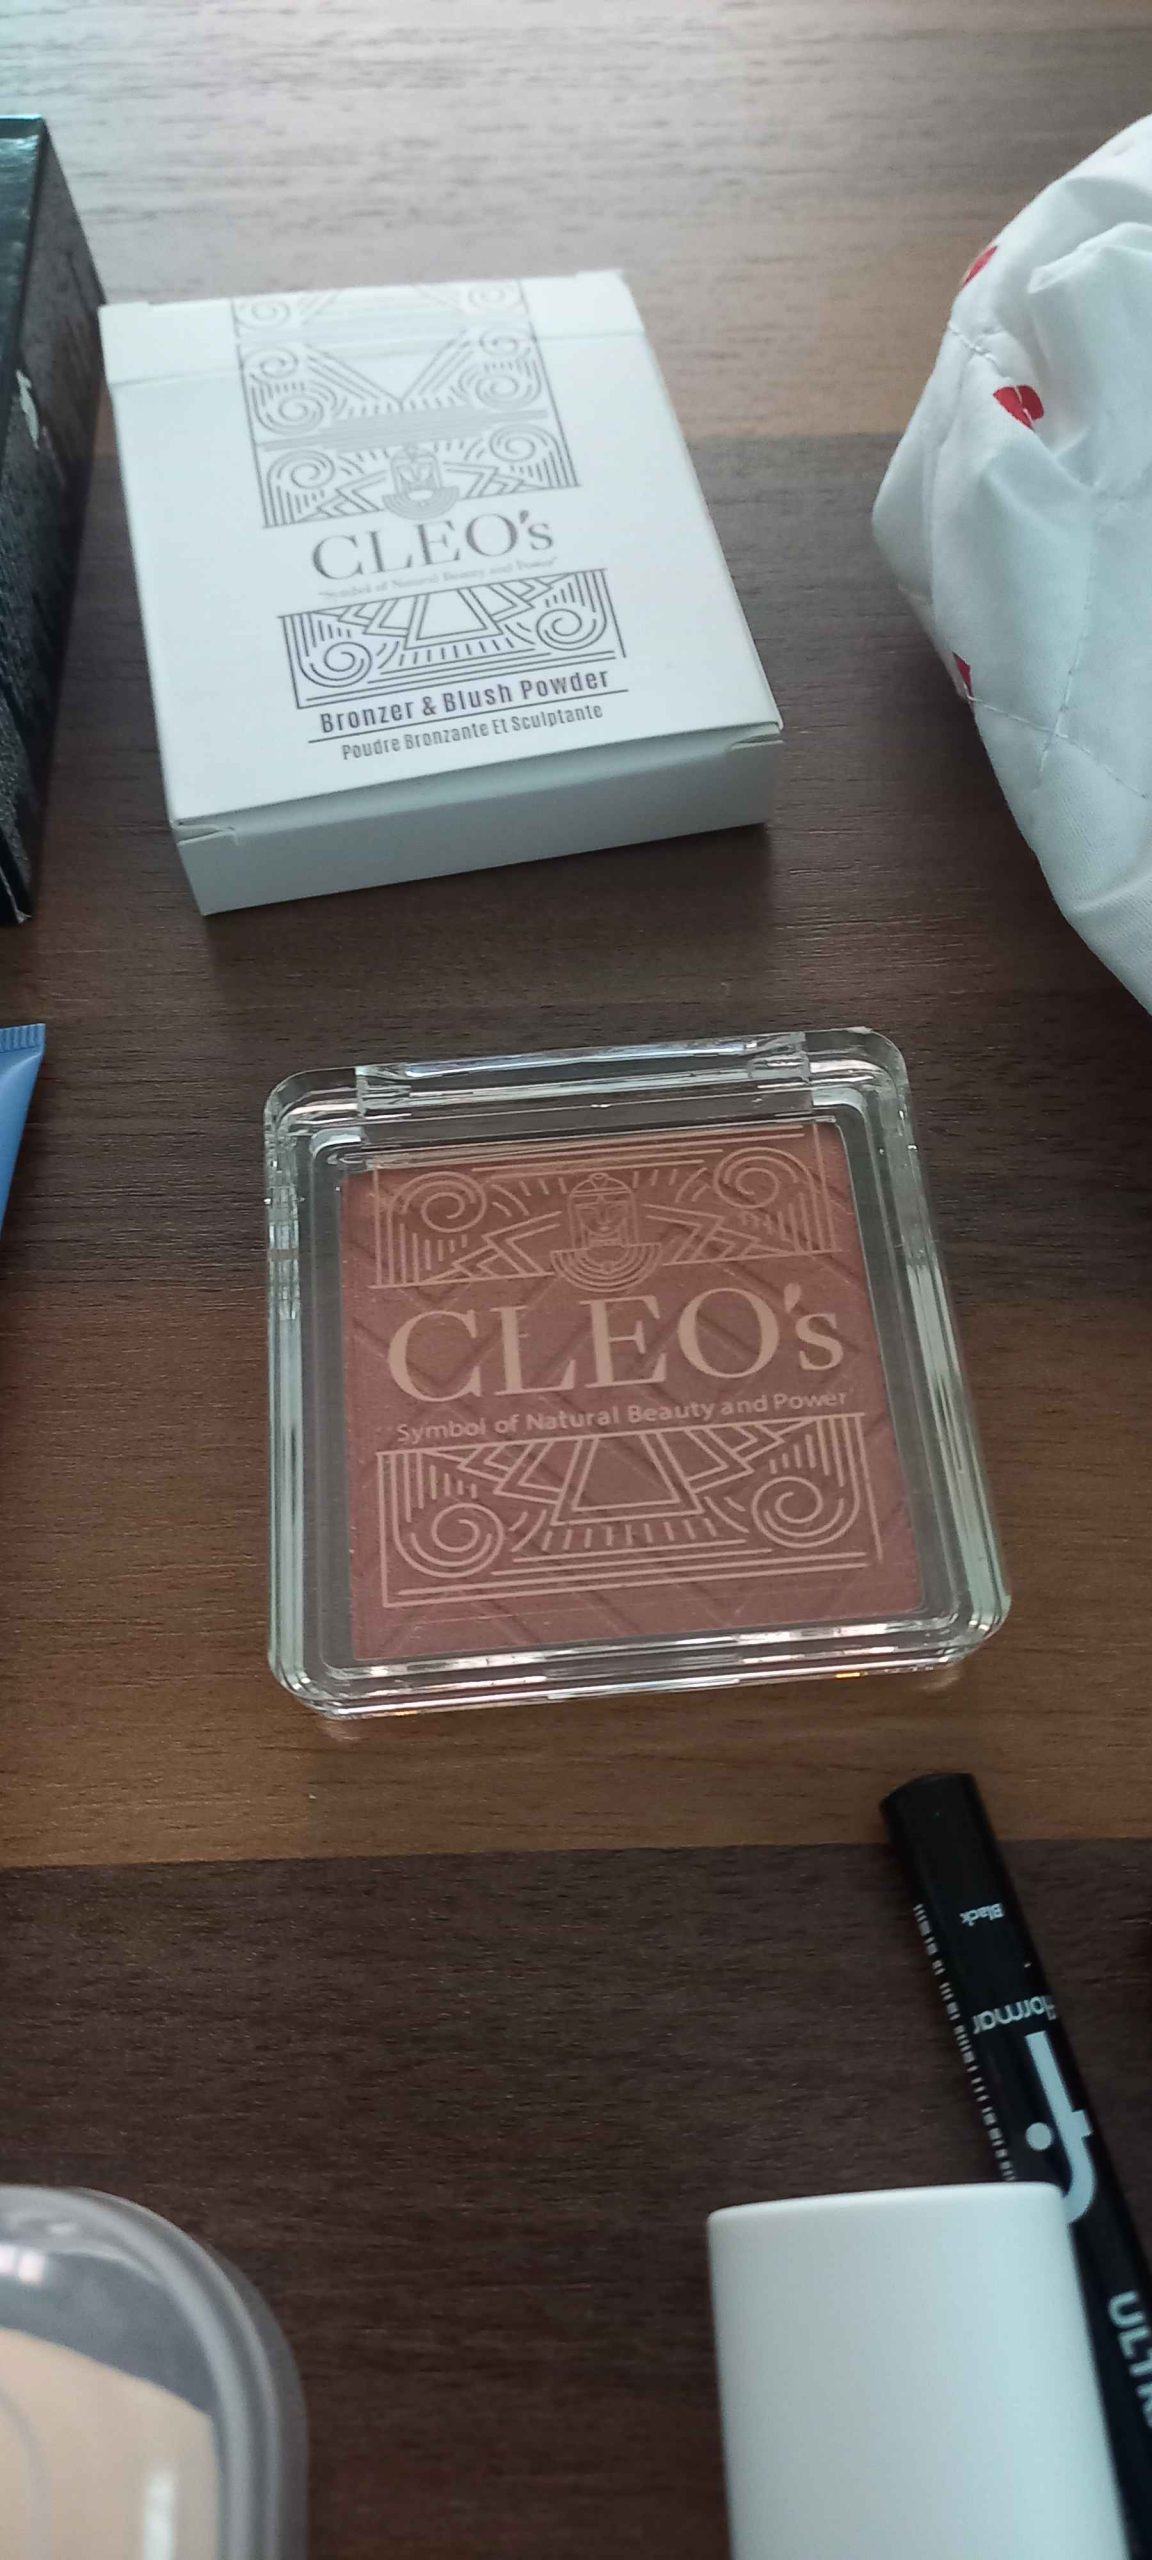 CLEO's
"Symbol of Natural Beauty and Power"
Bronzer & Blush Powder
Poudre Bronzante Et Sculptante
CLEO's
"Symbol of Natural Beauty and Power"
Black
flormar
f.